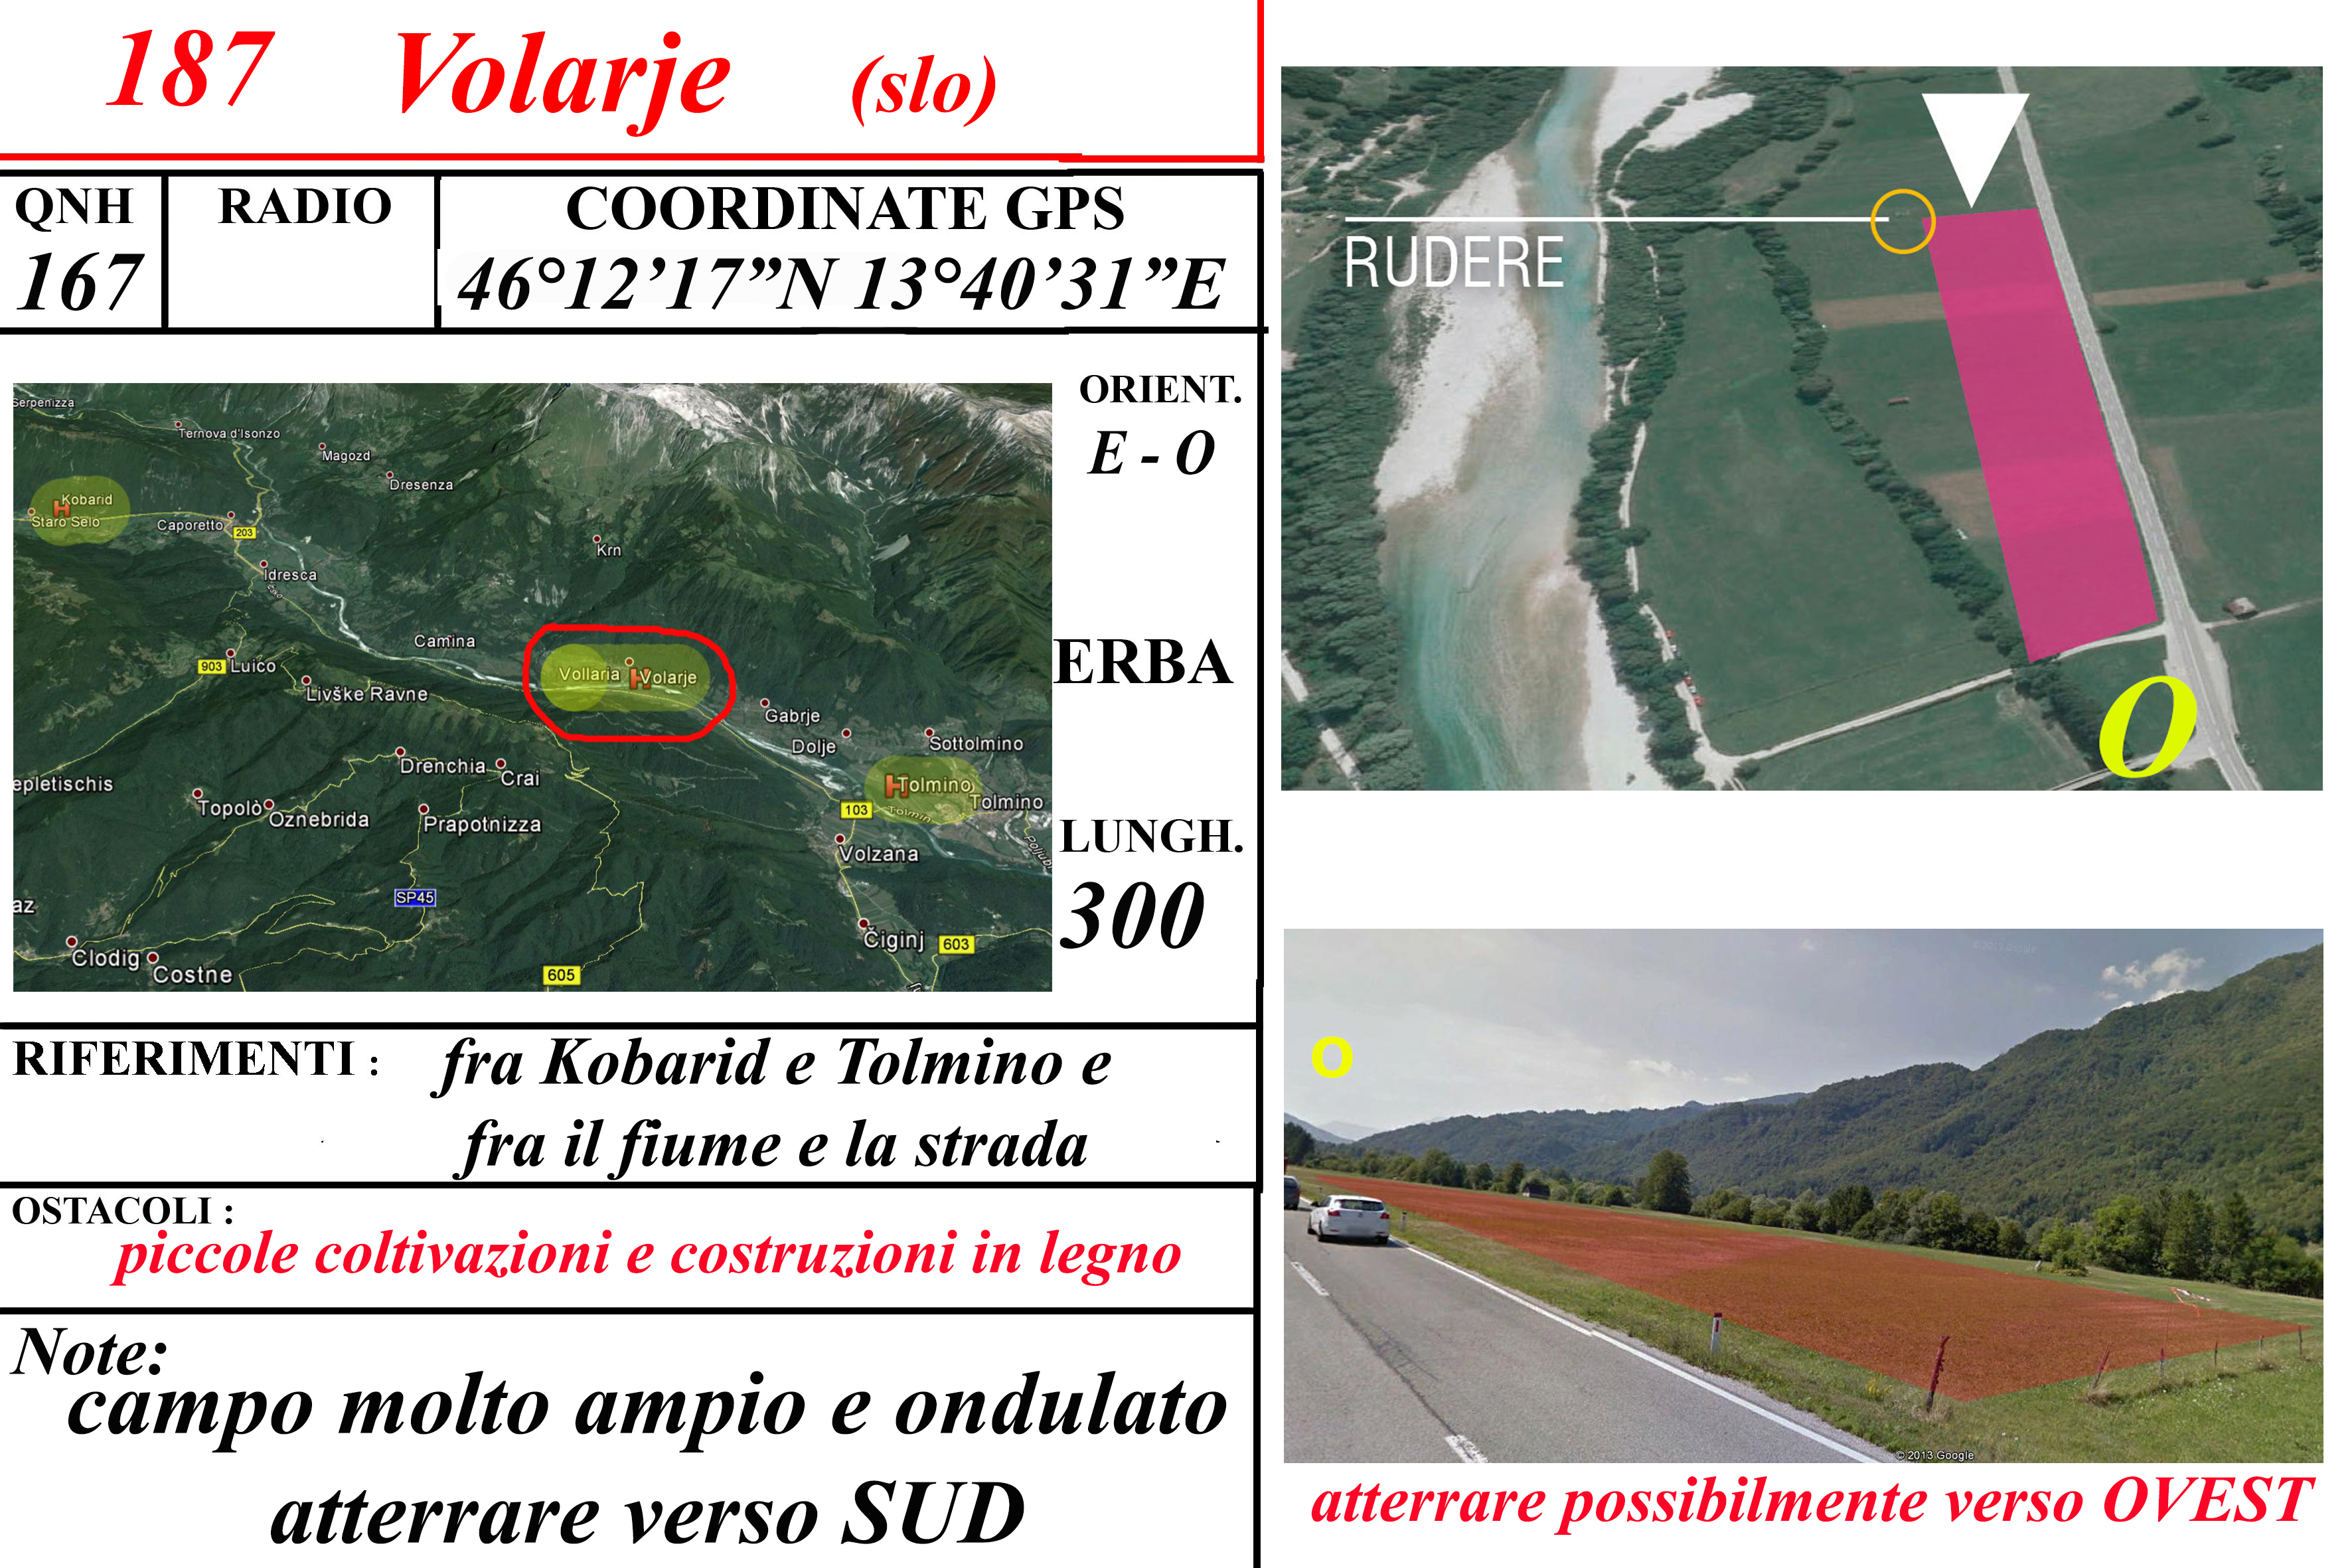 187 Volarje (slo)
QNH
167
RADIO
COORDINATE GPS
46°12’17”N 13°40’31”E
Serpenizza
Ternova d'Isonzo
Magozd
Dresenza
Kobarid
H
Staro Selo
Caporetto
203
Krn
Idresca
Camina
903
Luico
Livške Ravne
Vollaria
H
Volarje
Gabrje
Dolje
Sottolmino
Drenchia
Crai
epletischis
H
Tolmino
Tolmino
Tolmin
103
Topolò
Oznebrida
Prapotnizza
Volzana
SP45
az
Čiginj
603
Clodig
Costne
605
ORIENT.
E - O
ERBA
LUNGH.
300
RIFERIMENTI : fra Kobarid e Tolmino e
fra il fiume e la strada
OSTACOLI :
piccole coltivazioni e costruzioni in legno
Note:
campo molto ampio e ondulato
atterrare verso SUD
RUDERE
O
O
© 2013 Google
atterrare possibilmente verso OVEST